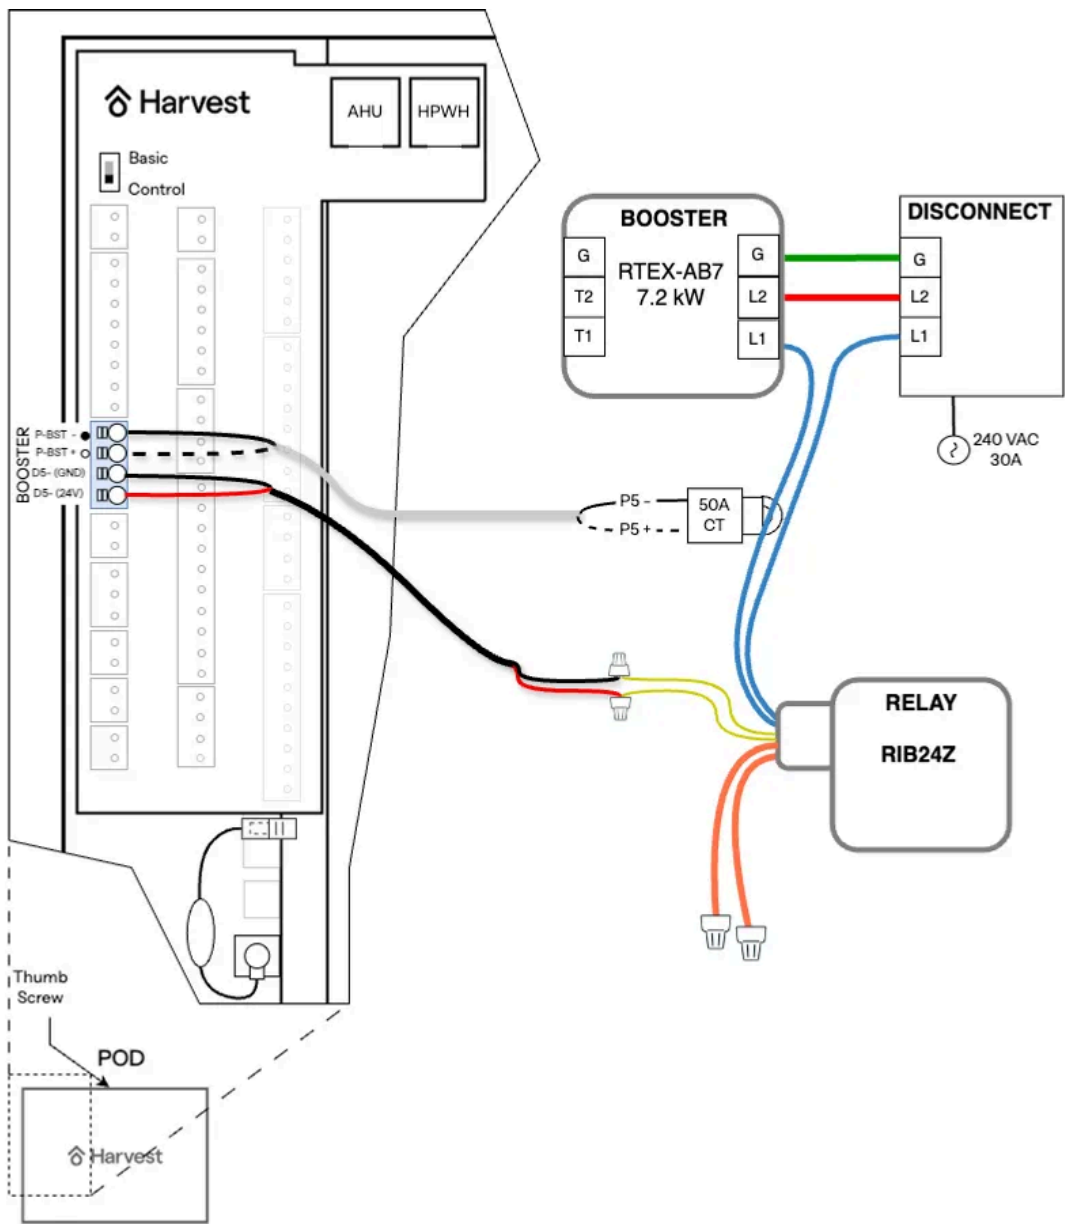 Harvest
AHU
HPWH
Basic
Control
BOOSTER
P-BST -
P-BST +
D5- (GND)
D5- (24V)
BOOSTER
RTEX-AB7
7.2 kW
G
T2
T1
G
L2
L1
DISCONNECT
G
L2
L1
240 VAC
30A
P5 -
P5 +
50A
CT
RELAY
RIB24Z
Thumb
Screw
POD
Harvest